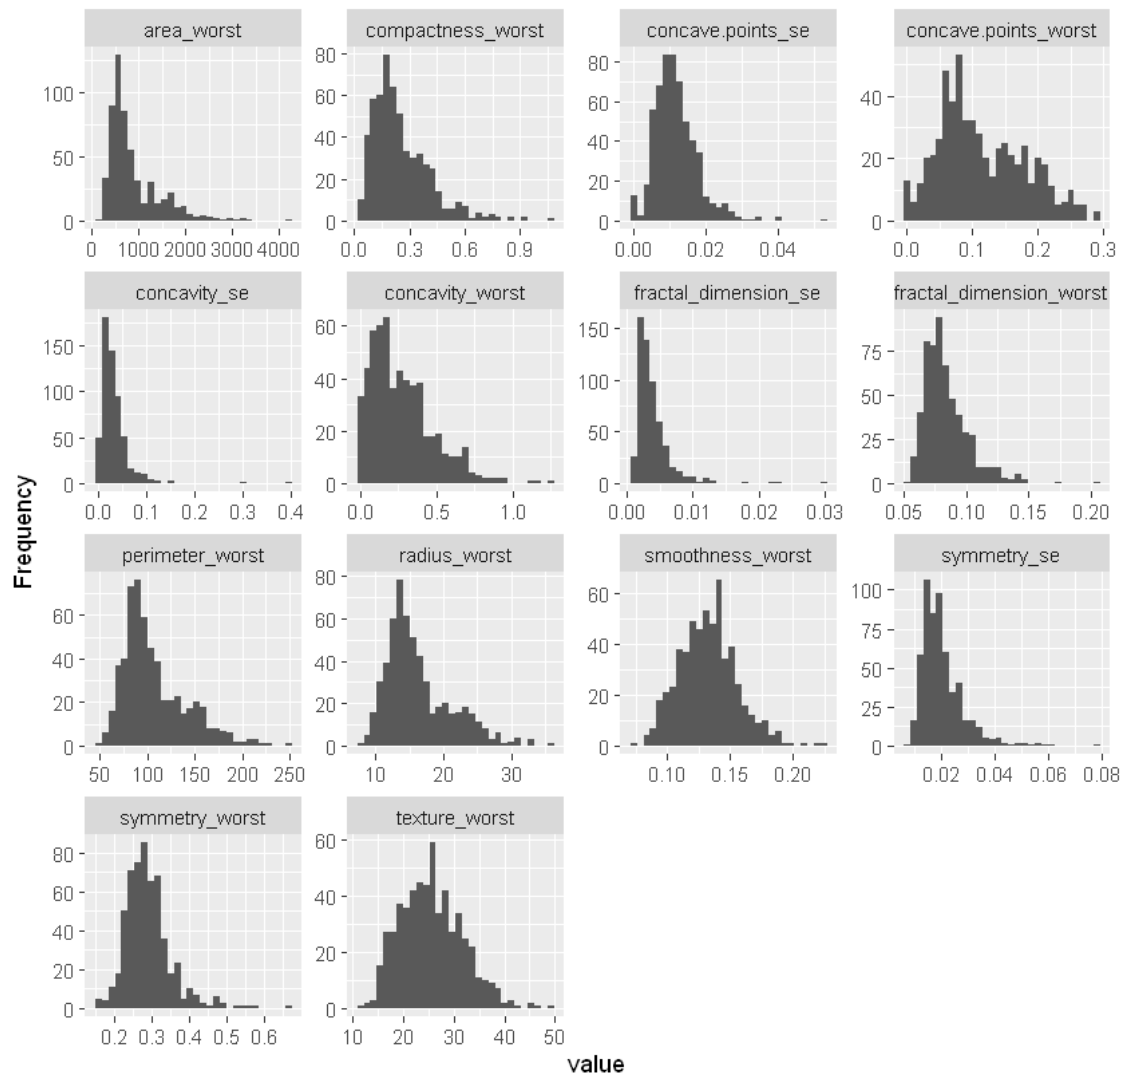 area_worst compactness_worst concave.points_se concave.points_worst
100 50 0
80 60 40 20 0
80 60 40 20 0
40 20 0
0 1000 2000 3000 4000
0.0 0.3 0.6 0.9
0.00 0.02 0.04
0.0 0.1 0.2 0.3
concavity_se concavity_worst fractal_dimension_se fractal_dimension_worst
150 100 50 0
60 40 20 0
150 100 50 0
75 50 25 0
0.0 0.1 0.2 0.3 0.4
0.0 0.5 1.0
0.00 0.01 0.02 0.03
0.05 0.10 0.15 0.20
Frequency
perimeter_worst radius_worst smoothness_worst symmetry_se
60 40 20 0
80 60 40 20 0
60 40 20 0
100 75 50 25 0
50 100 150 200 250
10 20 30
0.10 0.15 0.20
0.02 0.04 0.06 0.08
symmetry_worst texture_worst
80 60 40 20 0
60 40 20 0
0.2 0.3 0.4 0.5 0.6
10 20 30 40 50
value